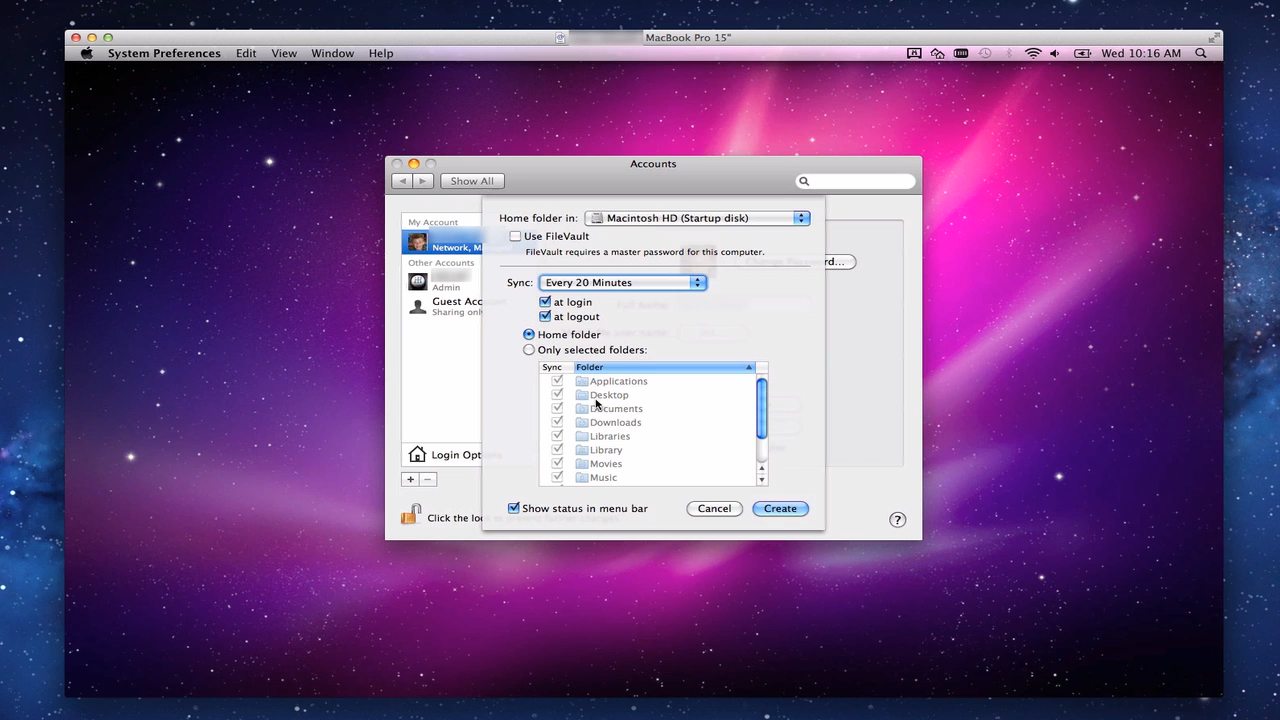 MacBook Pro 15"
System Preferences Edit View Window Help Wed 10:16 AM
Accounts
Show All
My Account
Network, M
Other Accounts
Admin
Guest Acc
Sharing only
Login Opt
Click the lo
Home folder in: Macintosh HD (Startup disk)
Use FileVault
FileVault requires a master password for this computer.
Sync: Every 20 Minutes
at login
at logout
Home folder
Only selected folders:
Sync Folder
Applications
Desktop
Documents
Downloads
Libraries
Library
Movies
Music
Show status in menu bar Cancel Create
?